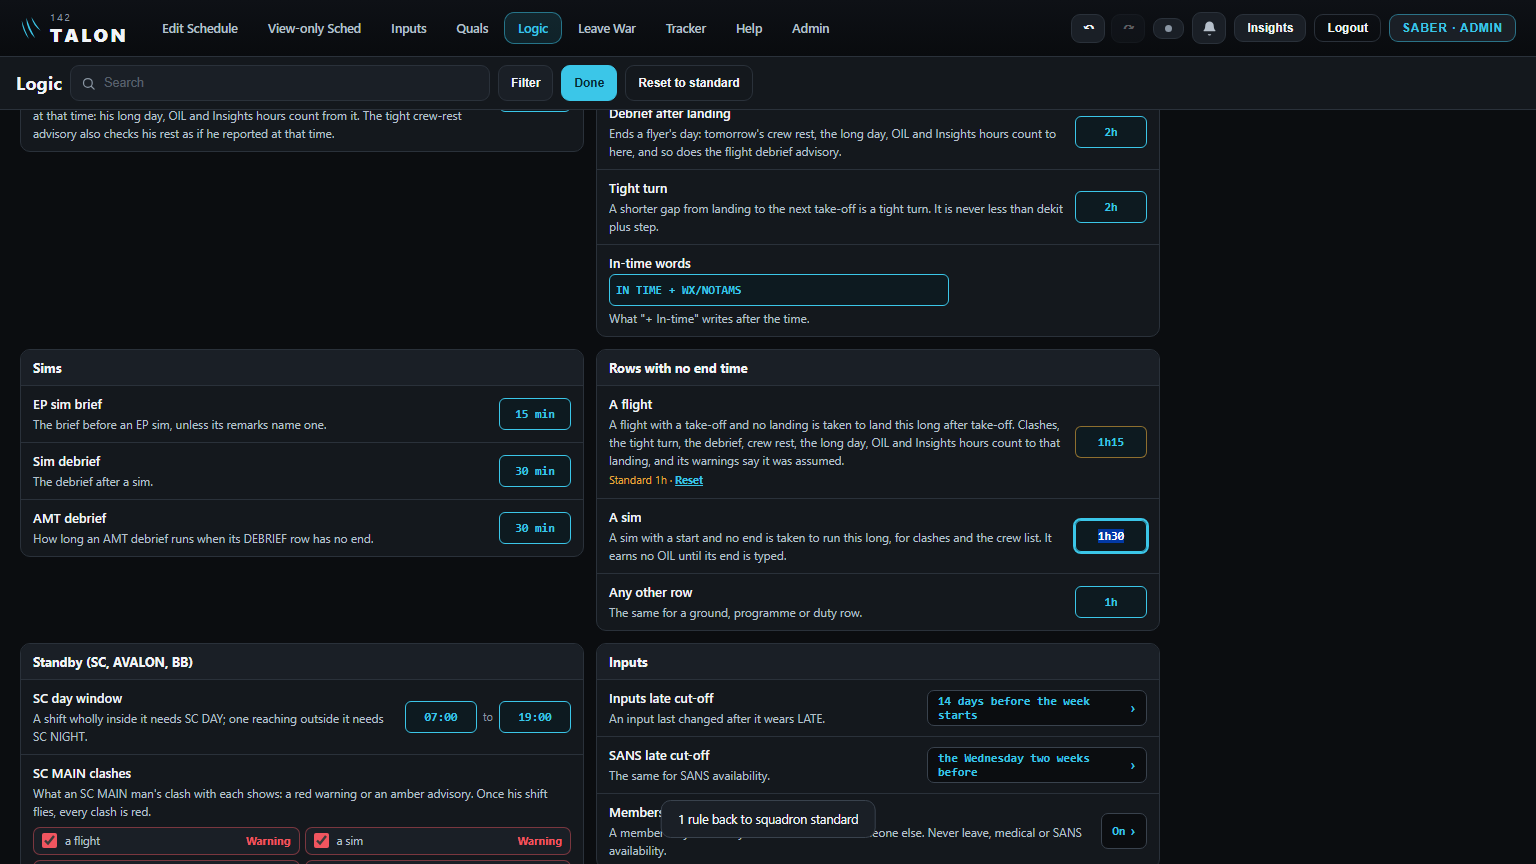 142
TALON
Edit Schedule
View-only Sched
Inputs
Quals
Logic
Leave War
Tracker
Help
Admin
Insights
Logout
SABER · ADMIN
Logic
Search
Filter
Done
Reset to standard
at that time: his long day, OIL and Insights hours count from it. The tight crew-rest
advisory also checks his rest as if he reported at that time.
Debrief after landing
Ends a flyer's day: tomorrow's crew rest, the long day, OIL and Insights hours count to
here, and so does the flight debrief advisory.
2h
Tight turn
A shorter gap from landing to the next take-off is a tight turn. It is never less than dekit
plus step.
2h
In-time words
IN TIME + WX/NOTAMS
What "+ In-time" writes after the time.
Sims
EP sim brief
The brief before an EP sim, unless its remarks name one.
15 min
Sim debrief
The debrief after a sim.
30 min
AMT debrief
How long an AMT debrief runs when its DEBRIEF row has no end.
30 min
Rows with no end time
A flight
A flight with a take-off and no landing is taken to land this long after take-off. Clashes,
the tight turn, the debrief, crew rest, the long day, OIL and Insights hours count to that
landing, and its warnings say it was assumed.
Standard 1h · Reset
1h15
A sim
A sim with a start and no end is taken to run this long, for clashes and the crew list. It
earns no OIL until its end is typed.
1h30
Any other row
The same for a ground, programme or duty row.
1h
Standby (SC, AVALON, BB)
SC day window
A shift wholly inside it needs SC DAY; one reaching outside it needs
SC NIGHT.
07:00 to 19:00
SC MAIN clashes
What an SC MAIN man's clash with each shows: a red warning or an amber advisory. Once his shift
flies, every clash is red.
a flight Warning
a sim Warning
Inputs
Inputs late cut-off
An input last changed after it wears LATE.
14 days before the week
starts
SANS late cut-off
The same for SANS availability.
the Wednesday two weeks
before
Members
A member
eone else. Never leave, medical or SANS
availability.
On
1 rule back to squadron standard